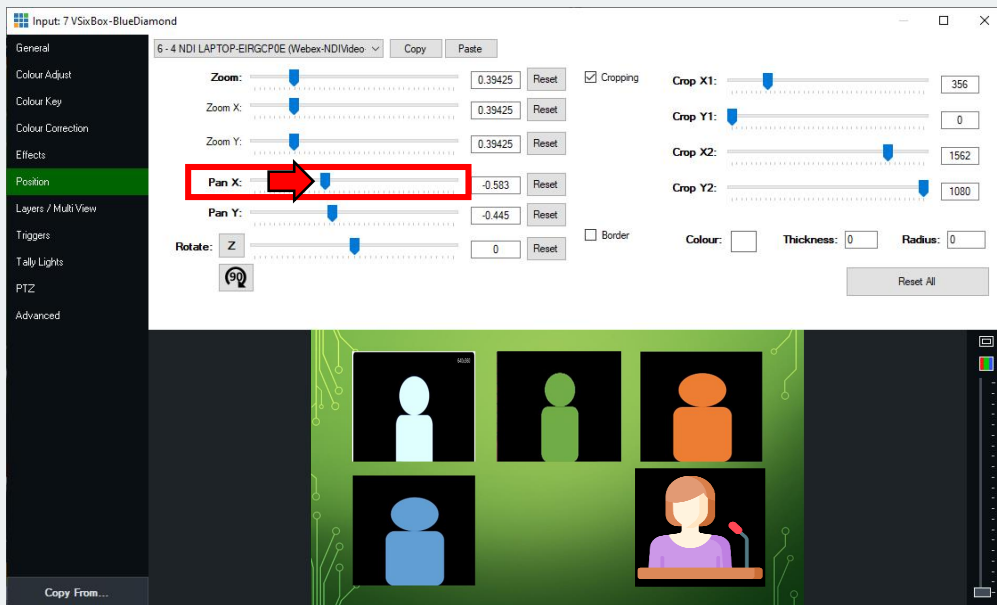 Input: 7 VSixBox-BlueDiamond
General
Colour Adjust
Colour Key
Colour Correction
Effects
Position
Layers / Multi View
Triggers
Tally Lights
PTZ
Advanced
Copy From...
6 - 4 NDI LAPTOP-EIRGCP0E (Webex-NDIVideo- Copy Paste
Zoom: 0.39425 Reset
Zoom X: 0.39425 Reset
Zoom Y: 0.39425 Reset
Pan X: -0.583 Reset
Pan Y: -0.445 Reset
Rotate: Z 0 Reset
90
Cropping
Crop X1: 356
Crop Y1: 0
Crop X2: 1562
Crop Y2: 1080
Border Colour: Thickness: 0 Radius: 0
Reset All
640x360